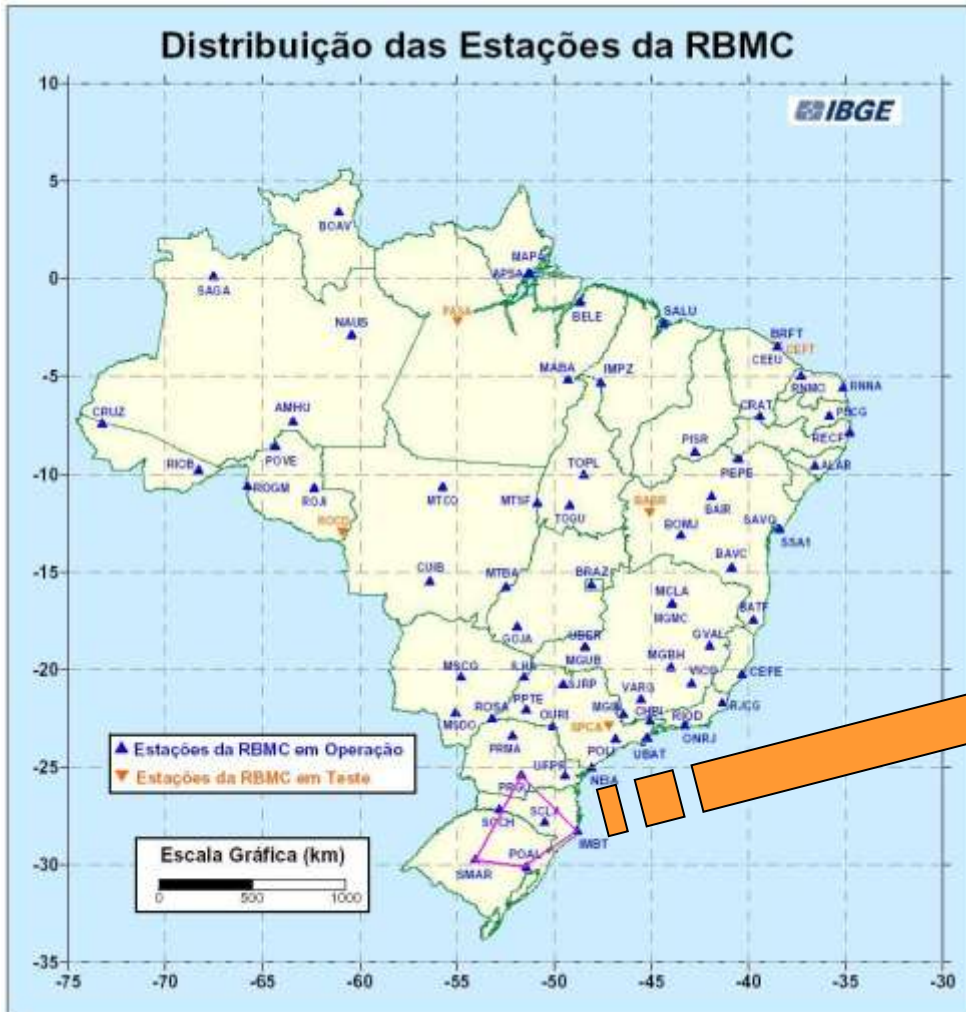 Distribuição das Estações da RBMC
10
IBGE
5
BOAV
MAPA
APSA
0
SAGA
BELE
SALU
NAUS
BRFT
CEFT
CEEU
MABA
IMPZ
-5
RNMO
RNNA
CRUZ
AMHU
CRAT
PBCG
RECF
PISR
POVE
TOPL
RIOB
PEPE
ALAR
-10
ROGM
ROJI
MTCO
MTSF
TOGU
BABR
BAIR
ROCD
BOMJ
SAVO
SSA1
CUIB
MTBA
BRAZ
BAVC
-15
MCLA
MGMC
BATF
GOJA
UBER
GVAL
MGUB
MGBH
MSCG
ILHA
VICO
CEFE
-20
SJRP
VARG
PPTE
ROSA
OURI
SPCA
MGIN
CHPI
RIOD
RJCG
MSDO
ONRJ
PRMA
POLI
UBAT
Estações da RBMC em Operação
UFPR
NEIA
Estações da RBMC em Teste
-25
PRGU
SCCH
SCLA
IMBT
Escala Gráfica (km)
POAL
SMAR
-30
0 500 1000
-35
-75 -70 -65 -60 -55 -50 -45 -40 -35 -30